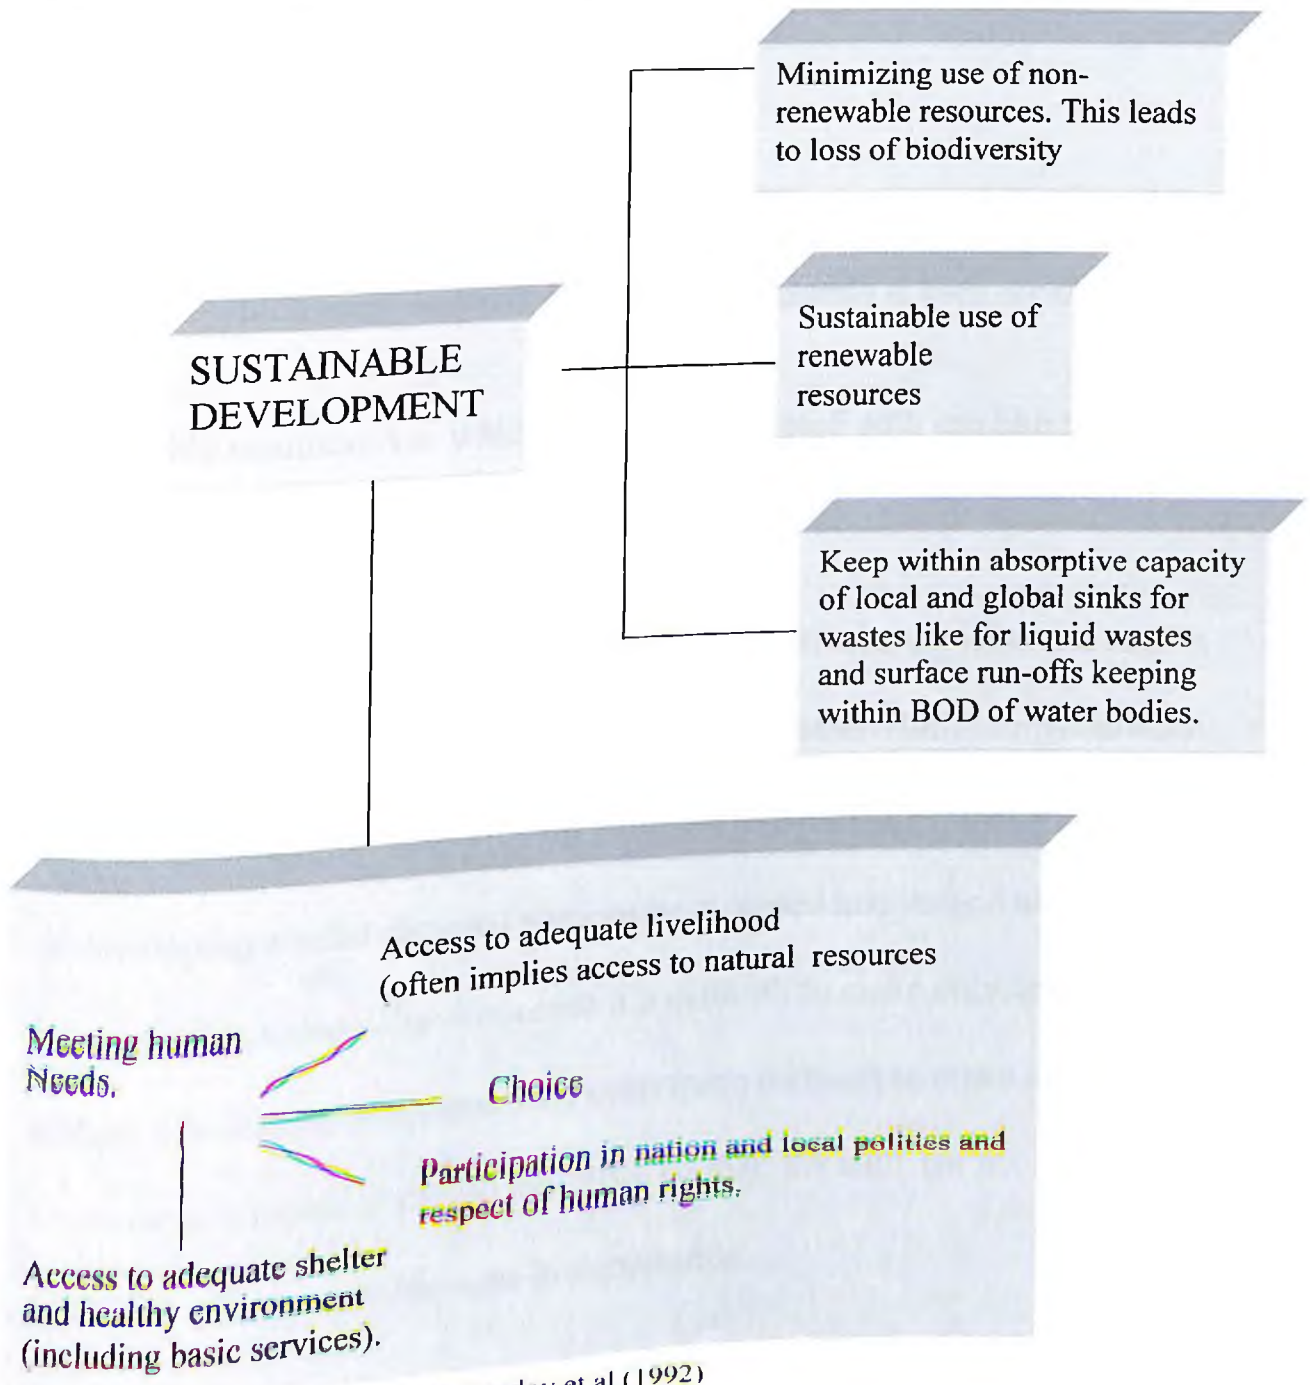 Minimizing use of non-
renewable resources. This leads
to loss of biodiversity
SUSTAINABLE
DEVELOPMENT
Sustainable use of
renewable
resources
Keep within absorptive capacity
of local and global sinks for
wastes like for liquid wastes
and surface run-offs keeping
within BOD of water bodies.
Access to adequate livelihood
(often implies access to natural resources
Meeting human
Needs.
Choice
Participation in nation and local politics and
respect of human rights.
Access to adequate shelter
and healthy environment
(including basic services).
et al (1992)